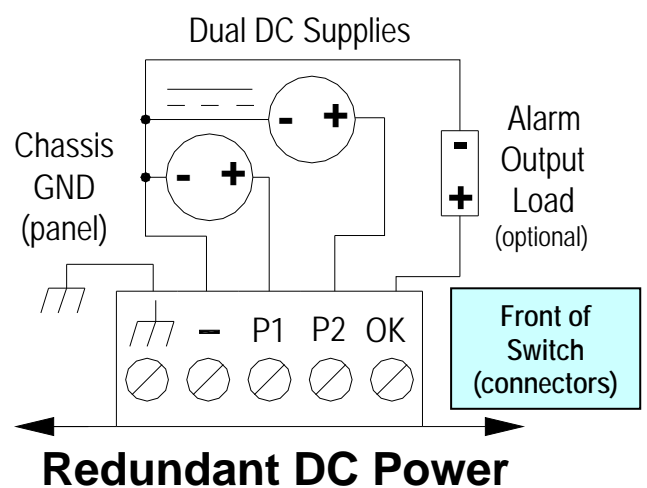 Dual DC Supplies
- +
- +
Chassis
GND
(panel)
-
+
Alarm
Output
Load
(optional)
– P1 P2 OK
Front of
Switch
(connectors)
Redundant DC Power